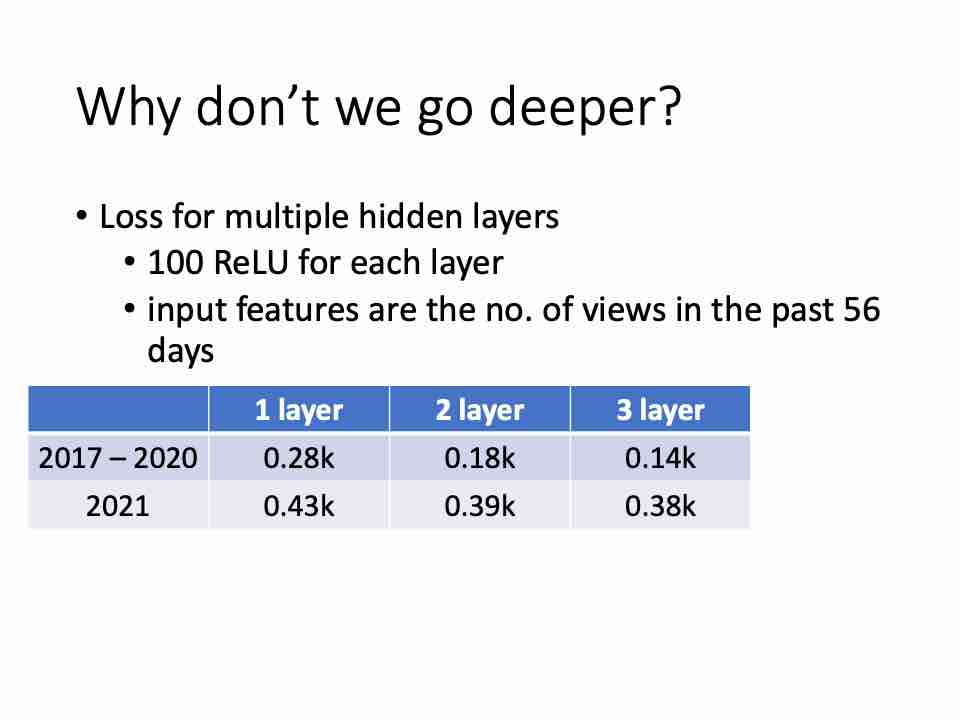 Why don’t we go deeper?
• Loss for multiple hidden layers
• 100 ReLU for each layer
• input features are the no. of views in the past 56
days
1 layer 2 layer 3 layer
2017 – 2020 0.28k 0.18k 0.14k
2021 0.43k 0.39k 0.38k